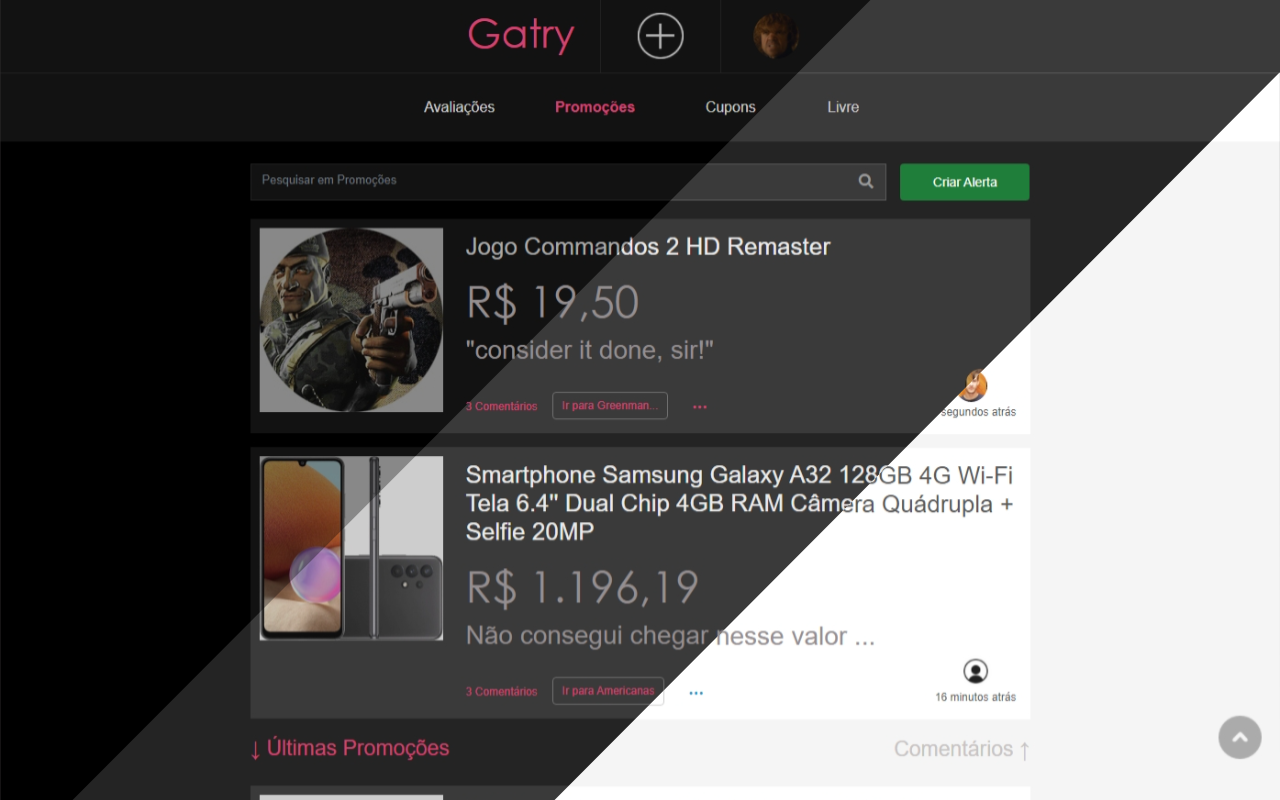 Gatry
Avaliações Promoções Cupons Livre
Pesquisar em Promoções
Criar Alerta
Jogo Commandos 2 HD Remaster
R$ 19,50
"consider it done, sir!"
3 Comentários Ir para Greenman... ...
segundos atrás
Smartphone Samsung Galaxy A32 128GB 4G Wi-Fi
Tela 6.4" Dual Chip 4GB RAM Câmera Quádrupla +
Selfie 20MP
R$ 1.196,19
Não consegui chegar nesse valor ...
3 Comentários Ir para Americanas ...
16 minutos atrás
↓ Últimas Promoções
Comentários ↑